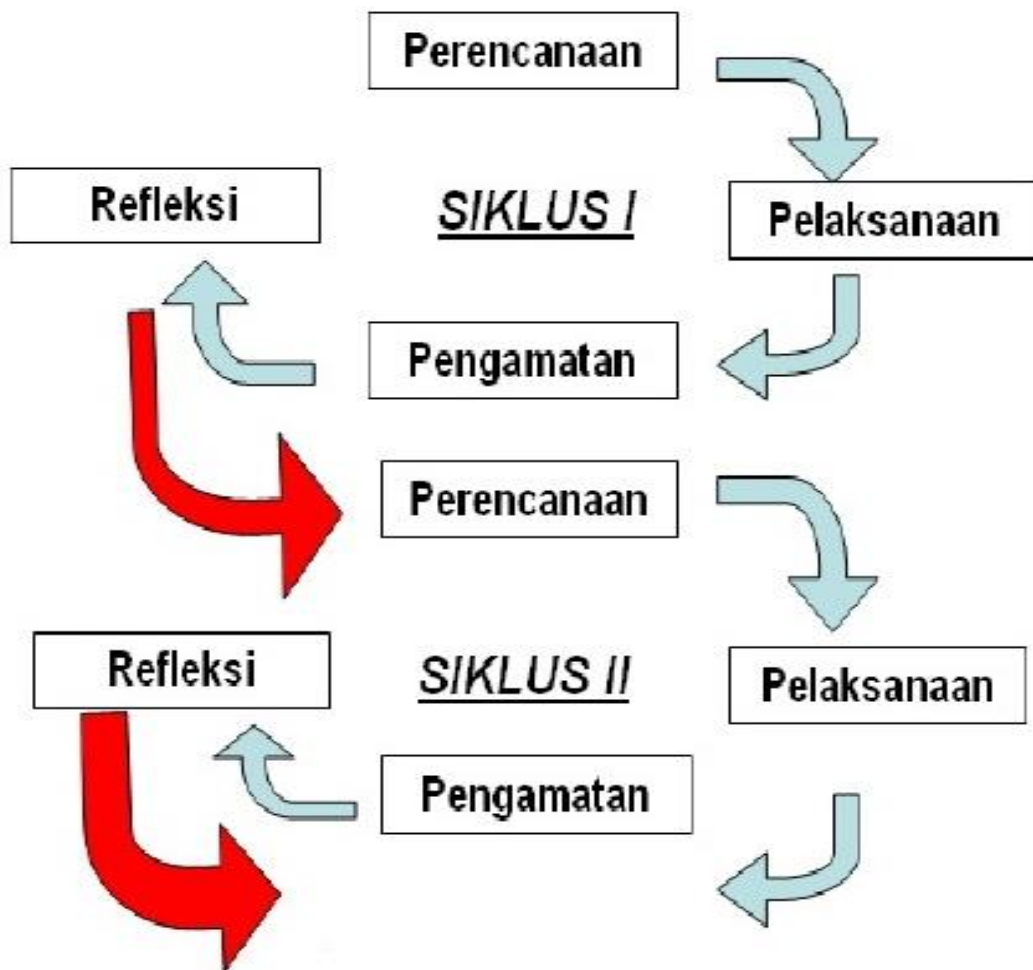 Perencanaan
Refleksi
SIKLUS I
Pelaksanaan
Pengamatan
Perencanaan
Refleksi
SIKLUS II
Pelaksanaan
Pengamatan